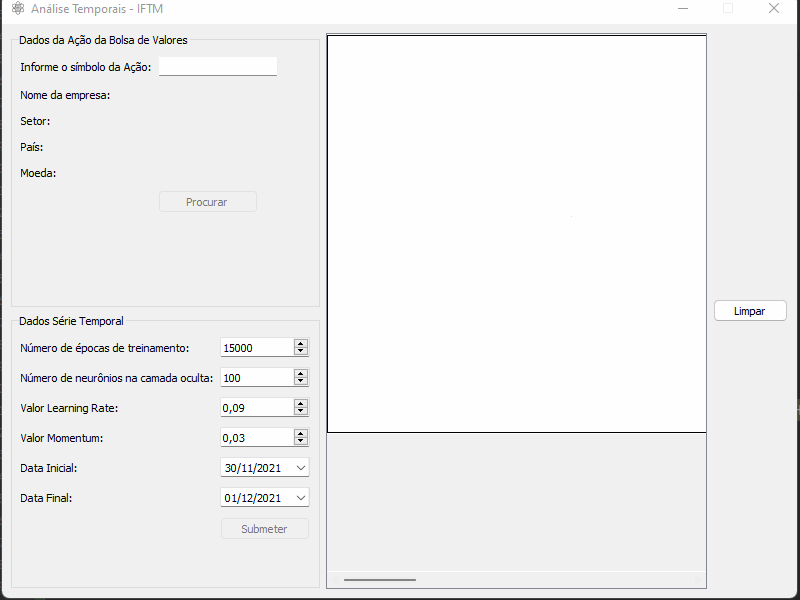 Análise Temporais - IFTM
Dados da Ação da Bolsa de Valores
Informe o símbolo da Ação:
Nome da empresa:
Setor:
País:
Moeda:
Procurar
Limpar
Dados Série Temporal
Número de épocas de treinamento: 15000
Número de neurônios na camada oculta: 100
Valor Learning Rate: 0,09
Valor Momentum: 0,03
Data Inicial: 30/11/2021
Data Final: 01/12/2021
Submeter